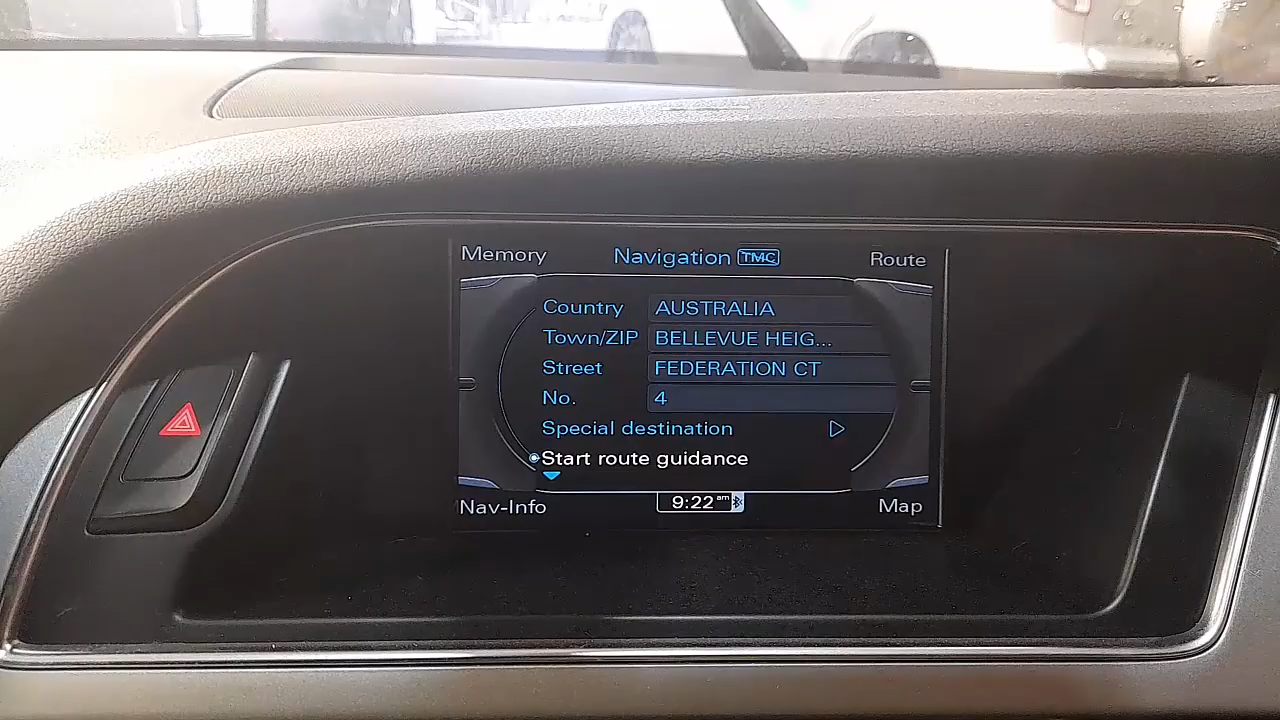 Memory Navigation TMC Route
Country AUSTRALIA
Town/ZIP BELLEVUE HEIG...
Street FEDERATION CT
No. 4
Special destination
Start route guidance
Nav-Info 9:22 am Map